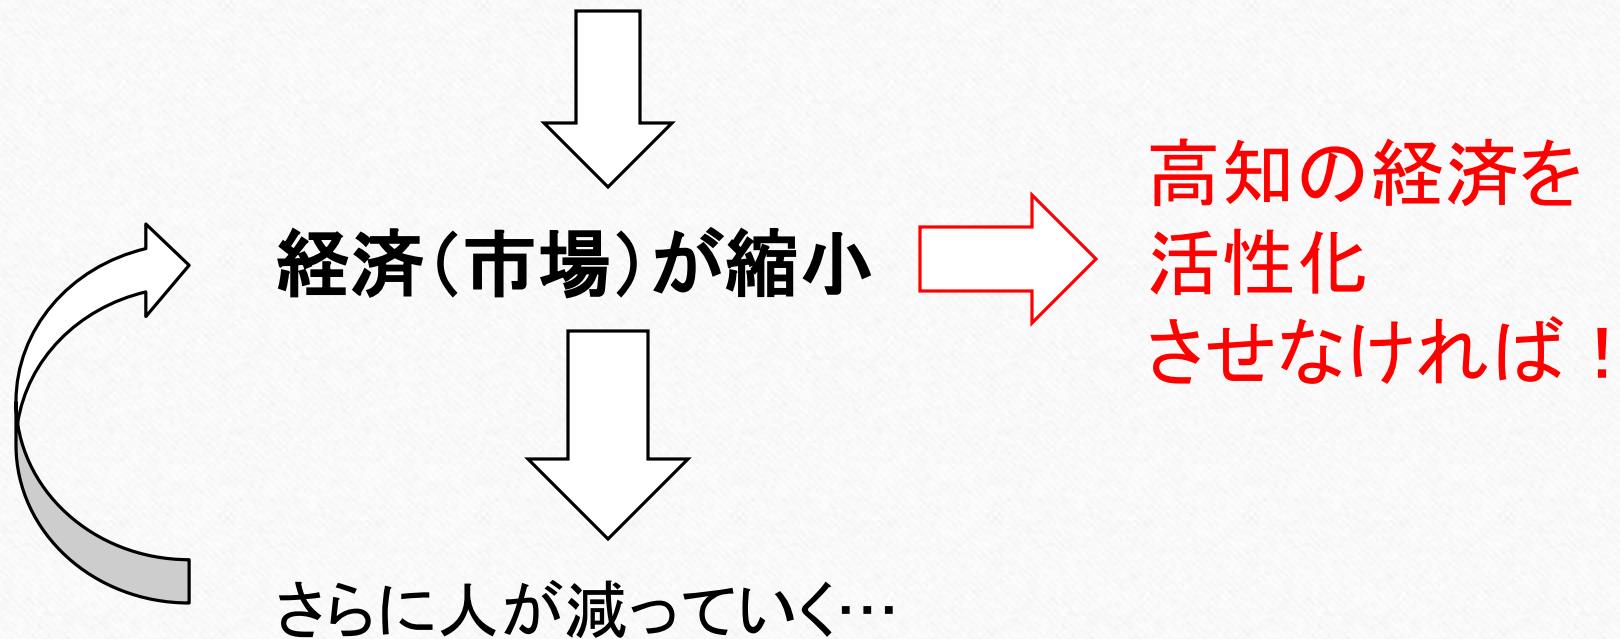 経済（市場）が縮小
高知の経済を
活性化
させなければ！
さらに人が減っていく…